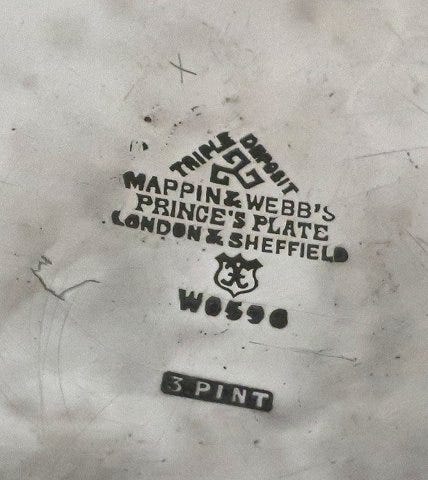 TRIPLE DEPOSIT
MAPPIN & WEBB'S
PRINCE'S PLATE
LONDON & SHEFFIELD
W0596
3 PINT